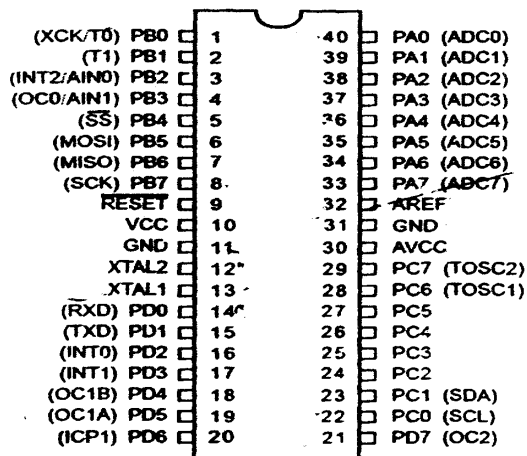 (XCK/T0) PB0 1 40 PA0 (ADC0)
(T1) PB1 2 39 PA1 (ADC1)
(INT2/AIN0) PB2 3 38 PA2 (ADC2)
(OC0/AIN1) PB3 4 37 PA3 (ADC3)
(SS) PB4 5 36 PA4 (ADC4)
(MOSI) PB5 6 35 PA5 (ADC5)
(MISO) PB6 7 34 PA6 (ADC6)
(SCK) PB7 8 33 PA7 (ADC7)
RESET 9 32 AREF
VCC 10 31 GND
GND 11 30 AVCC
XTAL2 12 29 PC7 (TOSC2)
XTAL1 13 28 PC6 (TOSC1)
(RXD) PD0 14 27 PC5
(TXD) PD1 15 26 PC4
(INT0) PD2 16 25 PC3
(INT1) PD3 17 24 PC2
(OC1B) PD4 18 23 PC1 (SDA)
(OC1A) PD5 19 22 PC0 (SCL)
(ICP1) PD6 20 21 PD7 (OC2)